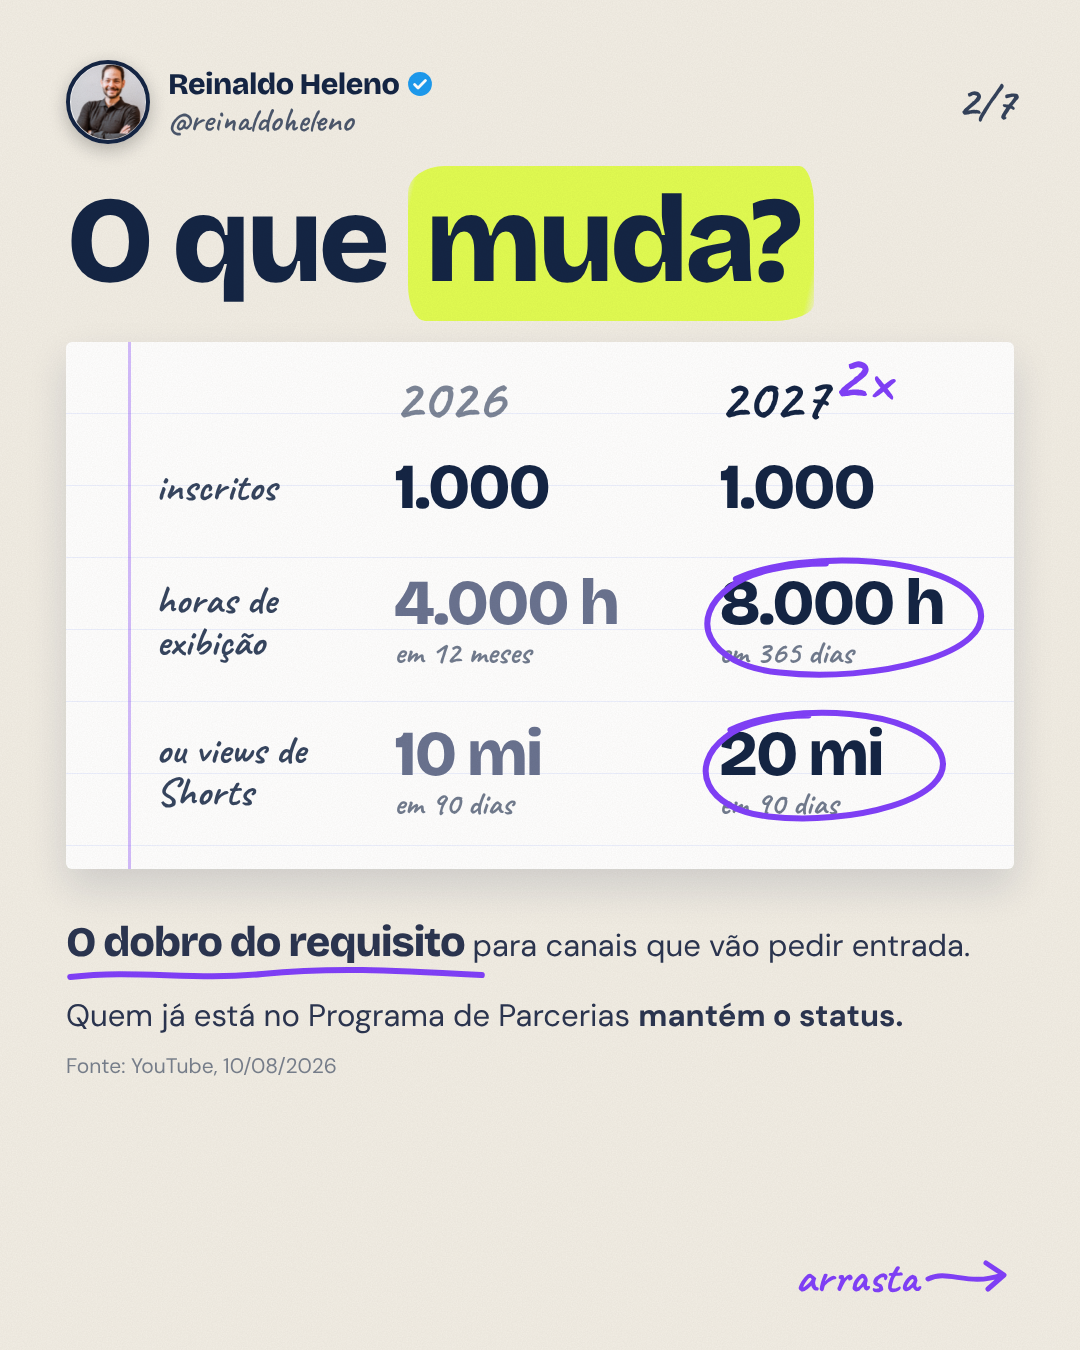 Reinaldo Heleno
@reinaldoheleno
2/7
O que muda?
2026 2027 2x
inscritos 1.000 1.000
horas de exibição 4.000 h 8.000 h
em 12 meses em 365 dias
ou views de Shorts 10 mi 20 mi
em 90 dias em 90 dias
O dobro do requisito para canais que vão pedir entrada.
Quem já está no Programa de Parcerias mantém o status.
Fonte: YouTube, 10/08/2026
arrasta